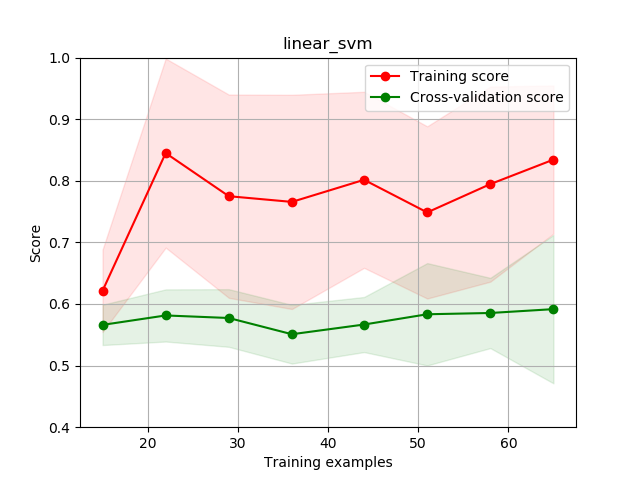 linear_svm
Training score
Cross-validation score
1.0
0.9
0.8
0.7
0.6
0.5
0.4
Score
20 30 40 50 60
Training examples